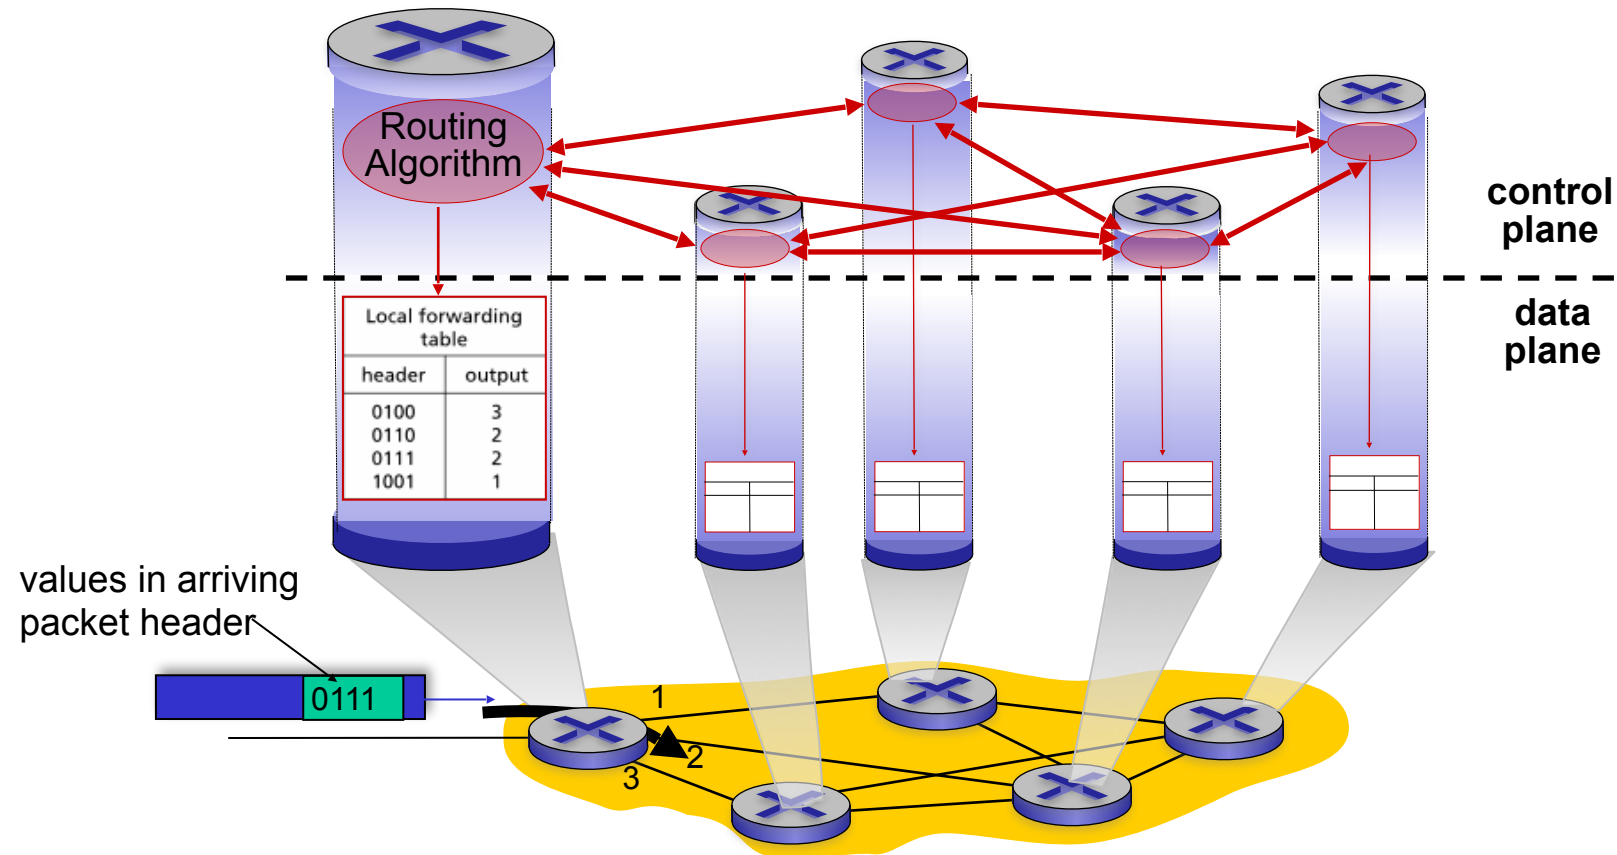 Routing
Algorithm
control
plane
data
plane
Local forwarding
table
header output
0100 3
0110 2
0111 2
1001 1
values in arriving
packet header
0111
1
2
3